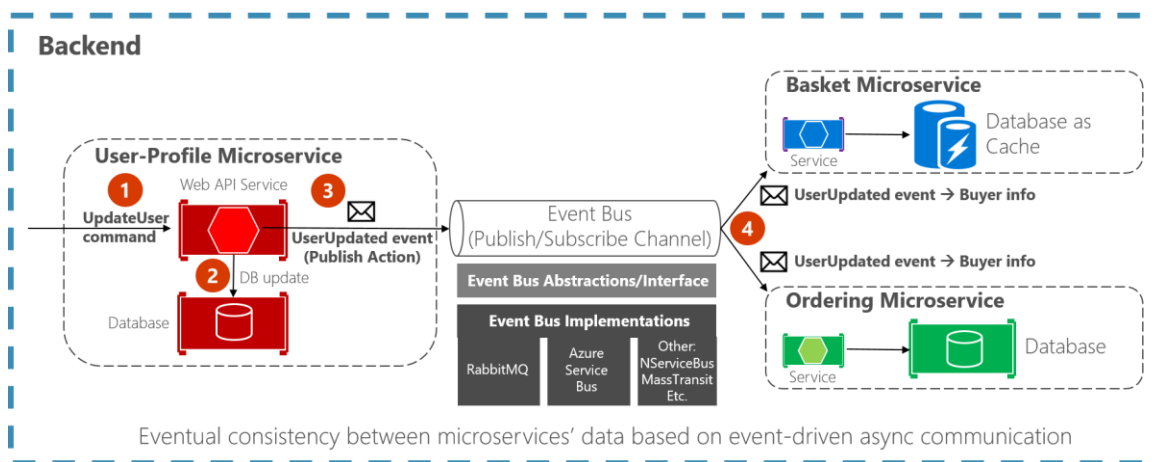 Backend
User-Profile Microservice
1
Web API Service
3
UpdateUser
command
UserUpdated event
(Publish Action)
2
DB update
Database
Event Bus
(Publish/Subscribe Channel)
Event Bus Abstractions/Interface
Event Bus Implementations
RabbitMQ
Azure
Service
Bus
Other:
NServiceBus
MassTransit
Etc.
4
Basket Microservice
Service
Database as
Cache
UserUpdated event → Buyer info
UserUpdated event → Buyer info
Ordering Microservice
Service
Database
Eventual consistency between microservices’ data based on event-driven async communication